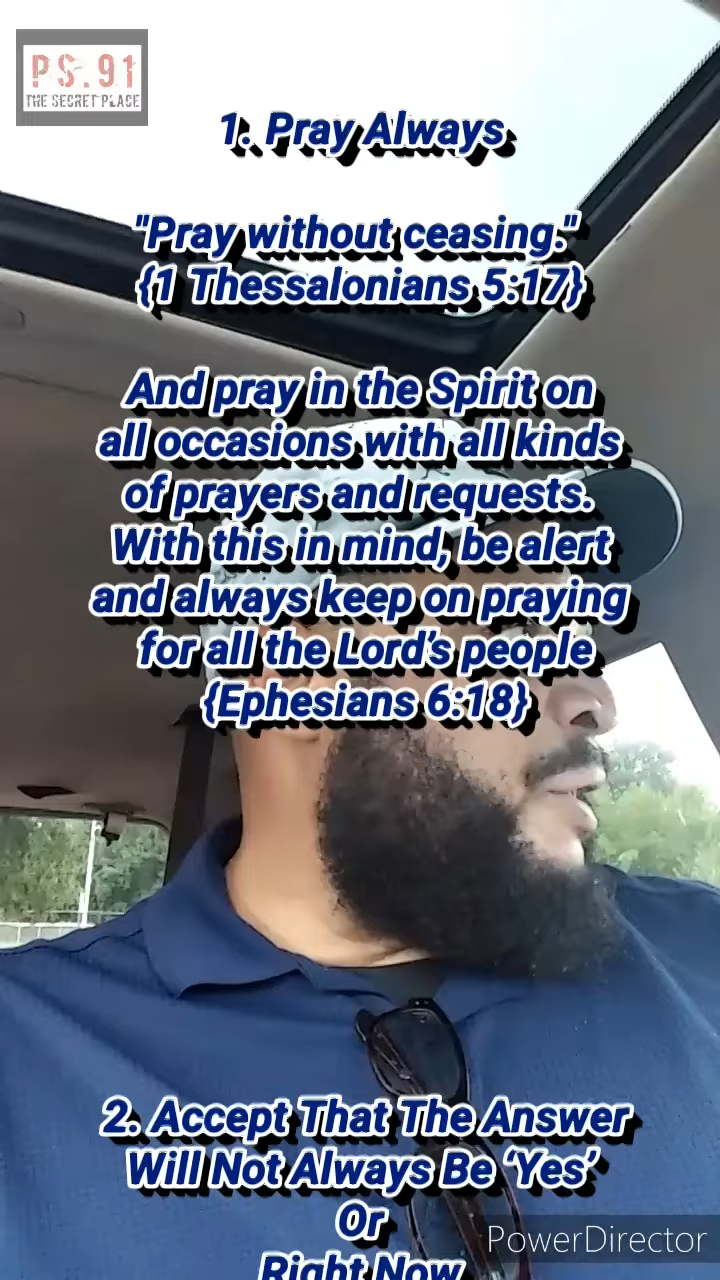 PS.91
THE SECRET PLACE
1. Pray Always
"Pray without ceasing."
{1 Thessalonians 5:17}
And pray in the Spirit on
all occasions with all kinds
of prayers and requests.
With this in mind, be alert
and always keep on praying
for all the Lord’s people
{Ephesians 6:18}
2. Accept That The Answer
Will Not Always Be ‘Yes’
Or
Right Now
PowerDirector